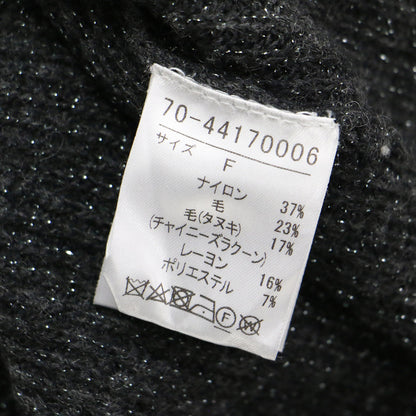 70-44170006
サイズ F
ナイロン 37%
毛 23%
毛(タヌキ) 17%
(チャイニーズラクーン)
レーヨン 16%
ポリエステル 7%
F